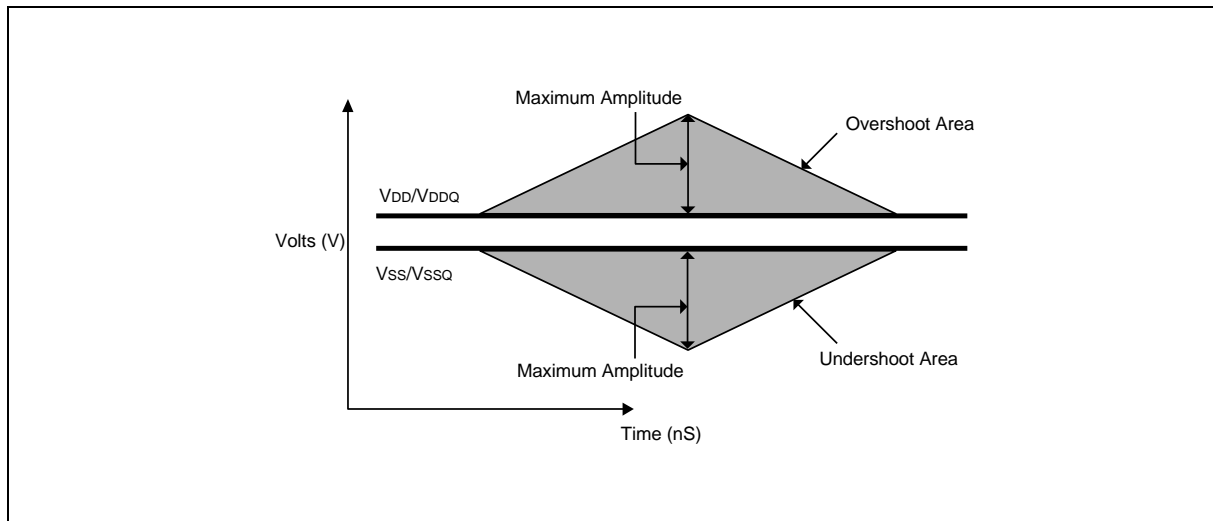 Maximum Amplitude
Overshoot Area
VDD/VDDQ
Volts (V)
VSS/VSSQ
Undershoot Area
Maximum Amplitude
Time (nS)